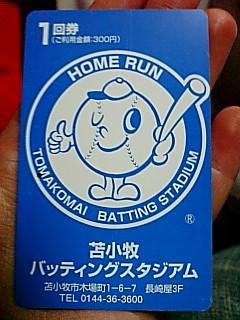 1回券
(ご利用金額:300円)
HOME RUN
TOMAKOMAI BATTING STADIUM
®
苫小牧
バッティングスタジアム
苫小牧市木場町1-6-7 長崎屋3F
TEL 0144-36-3600